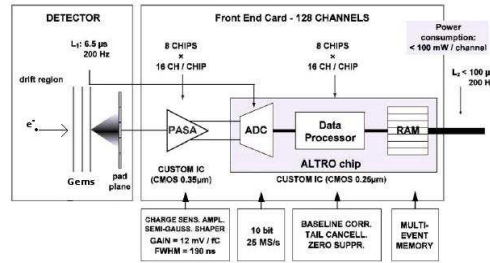 DETECTOR
Front End Card - 128 CHANNELS
Power
consumption:
< 100 mW / channel
L₁: 6.5 µs
200 Hz
8 CHIPS
×
16 CH / CHIP
8 CHIPS
×
16 CH / CHIP
L₂ < 100 µ
200 Hz
drift region
e⁻
PASA
ADC
Data
Processor
RAM
ALTRO chip
Gems
pad
plane
CUSTOM IC
(CMOS 0.35µm)
CUSTOM IC (CMOS 0.25µm)
CHARGE SENS. AMPL.
SEMI-GAUSS. SHAPER
GAIN = 12 mV / fC
FWHM = 190 ns
10 bit
25 MS/s
BASELINE CORR.
TAIL CANCELL.
ZERO SUPPR.
MULTI-
EVENT
MEMORY